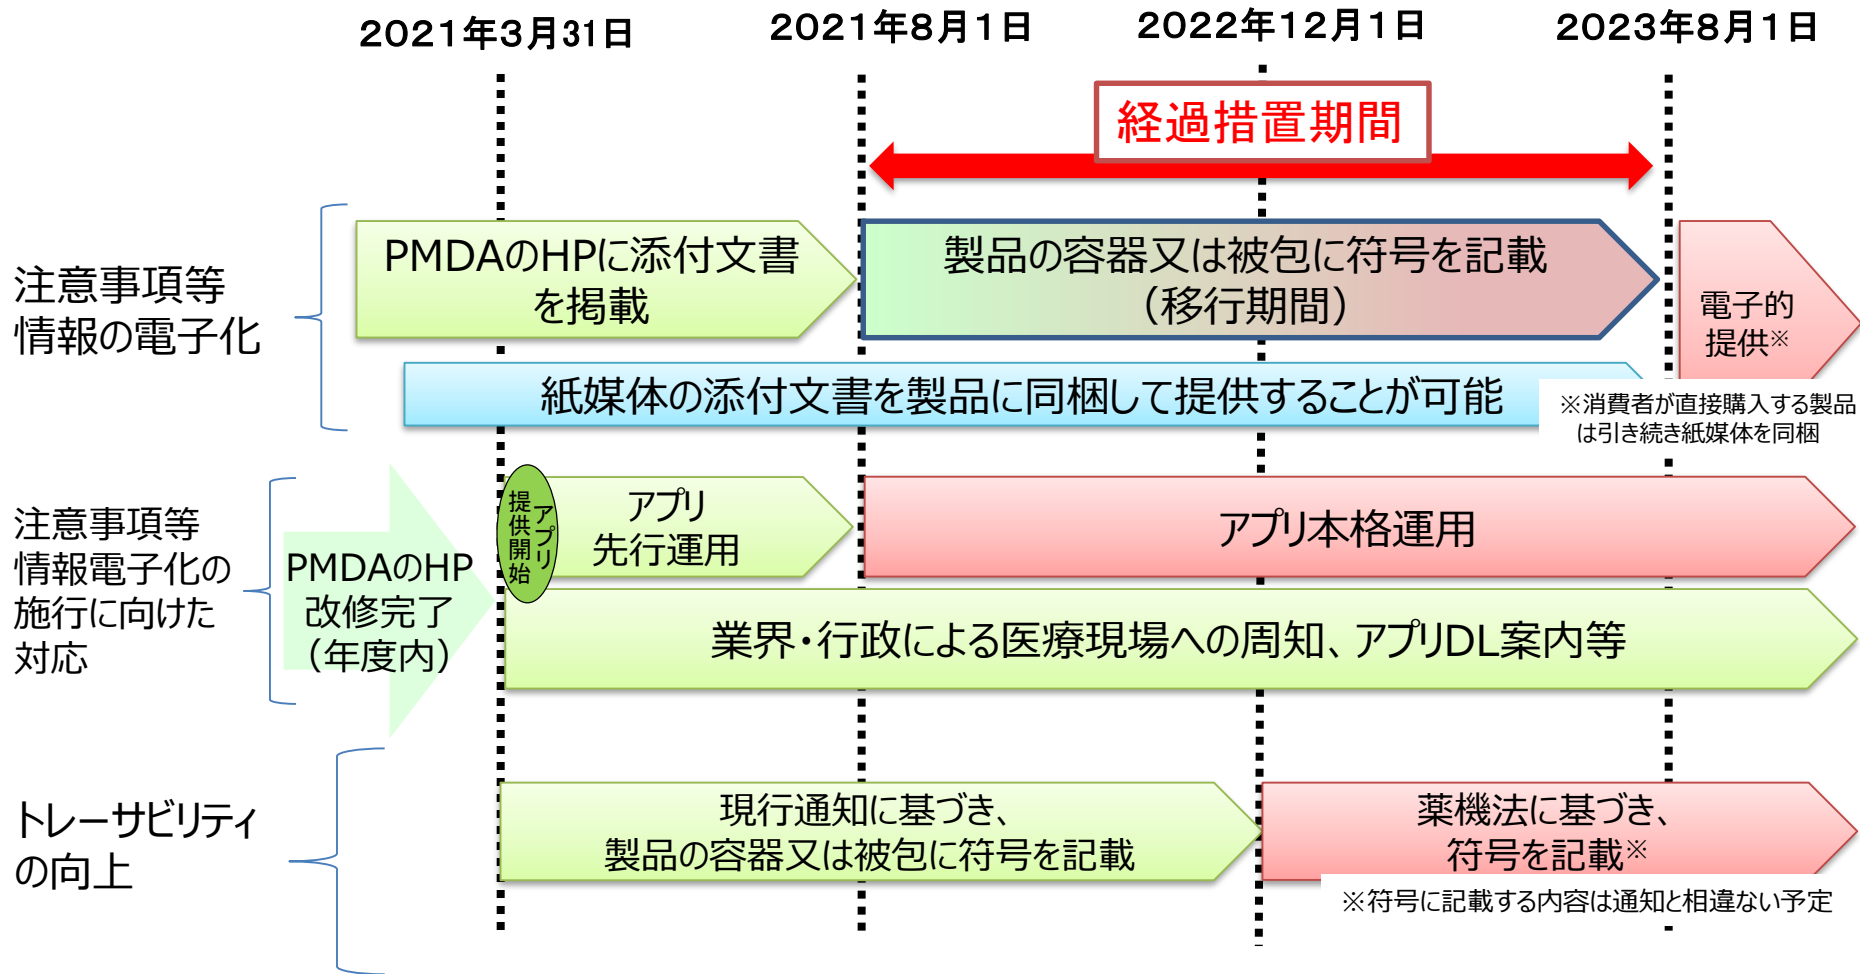 2021年3月31日
2021年8月1日
2022年12月1日
2023年8月1日
経過措置期間
注意事項等
情報の電子化
PMDAのHPに添付文書
を掲載
製品の容器又は被包に符号を記載
（移行期間）
電子的
提供※
紙媒体の添付文書を製品に同梱して提供することが可能
※消費者が直接購入する製品
は引き続き紙媒体を同梱
注意事項等
情報電子化の
施行に向けた
対応
PMDAのHP
改修完了
（年度内）
アプリ
提供開始
アプリ
先行運用
アプリ本格運用
業界・行政による医療現場への周知、アプリDL案内等
トレーサビリティ
の向上
現行通知に基づき、
製品の容器又は被包に符号を記載
薬機法に基づき、
符号を記載※
※符号に記載する内容は通知と相違ない予定